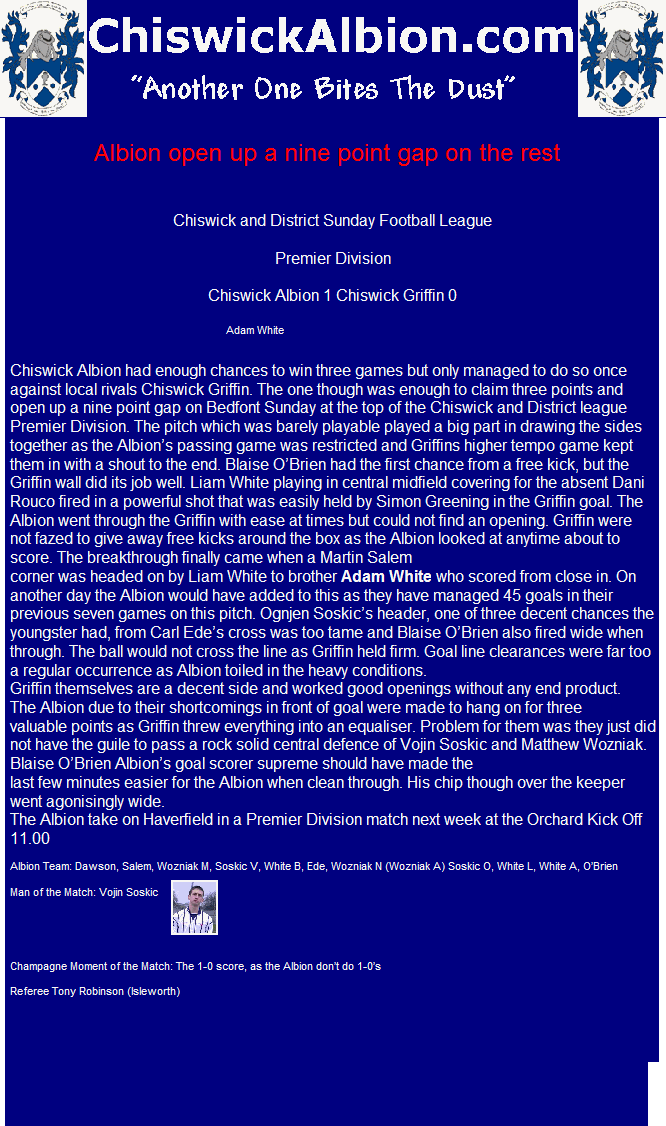 ChiswickAlbion.com
"Another One Bites The Dust"
Albion open up a nine point gap on the rest
Chiswick and District Sunday Football League
Premier Division
Chiswick Albion 1 Chiswick Griffin 0
Adam White
Chiswick Albion had enough chances to win three games but only managed to do so once
against local rivals Chiswick Griffin. The one though was enough to claim three points and
open up a nine point gap on Bedfont Sunday at the top of the Chiswick and District league
Premier Division. The pitch which was barely playable played a big part in drawing the sides
together as the Albion's passing game was restricted and Griffins higher tempo game kept
them in with a shout to the end. Blaise O'Brien had the first chance from a free kick, but the
Griffin wall did its job well. Liam White playing in central midfield covering for the absent Dani
Rouco fired in a powerful shot that was easily held by Simon Greening in the Griffin goal. The
Albion went through the Griffin with ease at times but could not find an opening. Griffin were
not fazed to give away free kicks around the box as the Albion looked at anytime about to
score. The breakthrough finally came when a Martin Salem
corner was headed on by Liam White to brother Adam White who scored from close in. On
another day the Albion would have added to this as they have managed 45 goals in their
previous seven games on this pitch. Ognjen Soskic's header, one of three decent chances the
youngster had, from Carl Ede's cross was too tame and Blaise O'Brien also fired wide when
through. The ball would not cross the line as Griffin held firm. Goal line clearances were far too
a regular occurrence as Albion toiled in the heavy conditions.
Griffin themselves are a decent side and worked good openings without any end product.
The Albion due to their shortcomings in front of goal were made to hang on for three
valuable points as Griffin threw everything into an equaliser. Problem for them was they just did
not have the guile to pass a rock solid central defence of Vojin Soskic and Matthew Wozniak.
Blaise O'Brien Albion's goal scorer supreme should have made the
last few minutes easier for the Albion when clean through. His chip though over the keeper
went agonisingly wide.
The Albion take on Haverfield in a Premier Division match next week at the Orchard Kick Off
11.00
Albion Team: Dawson, Salem, Wozniak M, Soskic V, White B, Ede, Wozniak N (Wozniak A) Soskic O, White L, White A, O'Brien
Man of the Match: Vojin Soskic
Champagne Moment of the Match: The 1-0 score, as the Albion don't do 1-0's
Referee Tony Robinson (Isleworth)